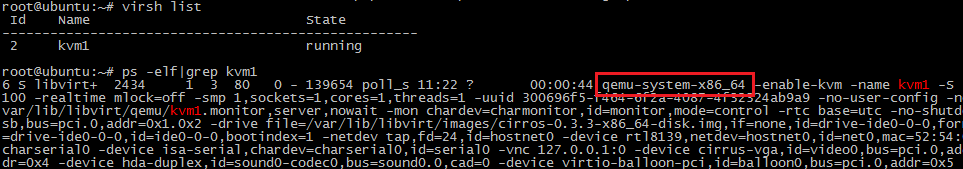 root@ubuntu:~# virsh list
Id Name State
----------------------------------------------------
2 kvm1 running
root@ubuntu:~# ps -elf|grep kvm1
6 S libvirt+ 2434 1 3 80 0 - 139654 poll_s 11:22 ? 00:00:44 qemu-system-x86_64 -enable-kvm -name kvm1 -S
100 -realtime mlock=off -smp 1,sockets=1,cores=1,threads=1 -uuid -no-user-config -n
var/lib/libvirt/qemu/kvm1.monitor,server,nowait -mon chardev=charmonitor,id=monitor,mode=control -rtc base=utc -no-shutd
sb,bus=pci.0,addr=0x1.0x2 -drive file=/var/lib/libvirt/images/cirros-0.3.3-x86_64-disk.img,if=none,id=drive-ide0-0-0,for
=drive-ide0-0-0,id=ide0-0-0,bootindex=1 -netdev tap,fd=24,id=hostnet0 -device rtl8139,netdev=hostnet0,id=net0,mac=52:54:
charserial0 -device isa-serial,chardev=charserial0,id=serial0 -vnc 127.0.0.1:0 -device cirrus-vga,id=video0,bus=pci.0,ad
dr=0x4 -device hda-duplex,id=sound0-codec0,bus=sound0.0,cad=0 -device virtio-balloon-pci,id=balloon0,bus=pci.0,addr=0x5